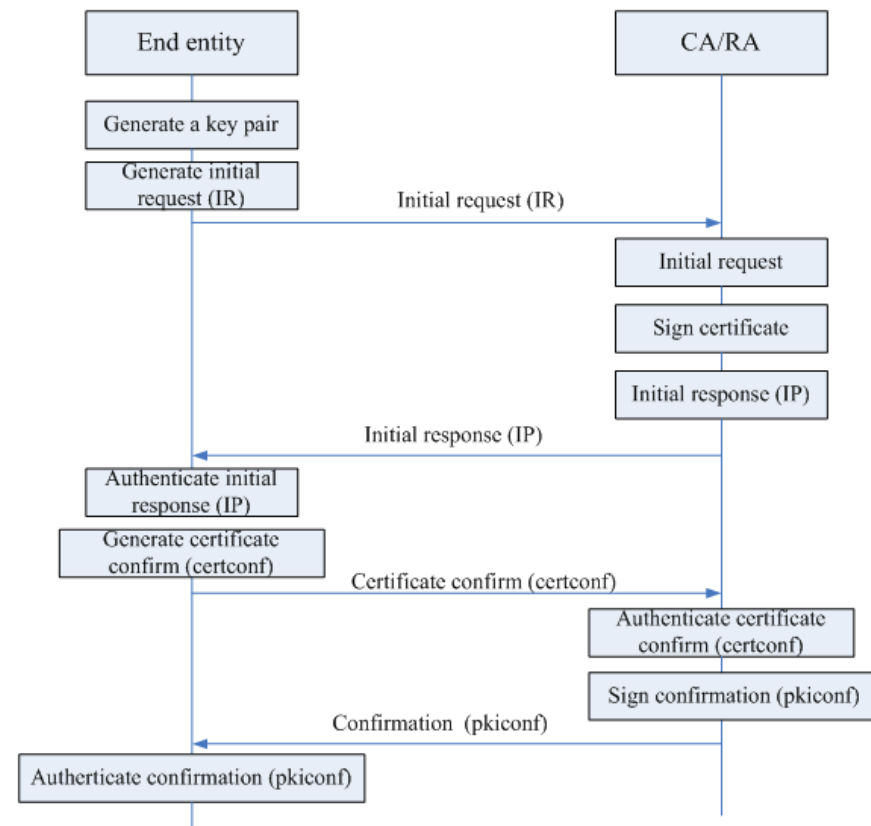 End entity
CA/RA
Generate a key pair
Generate initial
request (IR)
Initial request (IR)
Initial request
Sign certificate
Initial response (IP)
Initial response (IP)
Authenticate initial
response (IP)
Generate certificate
confirm (certconf)
Certificate confirm (certconf)
Authenticate certificate
confirm (certconf)
Sign confirmation (pkiconf)
Confirmation (pkiconf)
Autherticate confirmation (pkiconf)